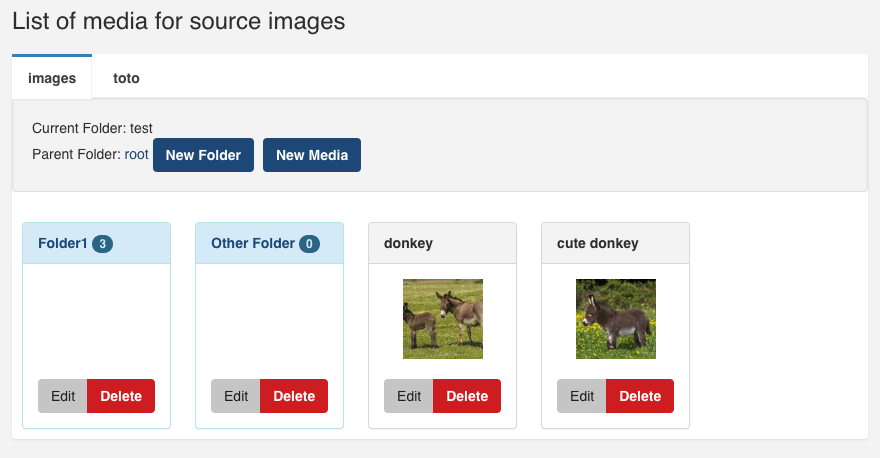 List of media for source images
images toto
Current Folder: test
Parent Folder: root New Folder New Media
Folder1 3 Other Folder 0 donkey cute donkey
Edit Delete Edit Delete Edit Delete Edit Delete